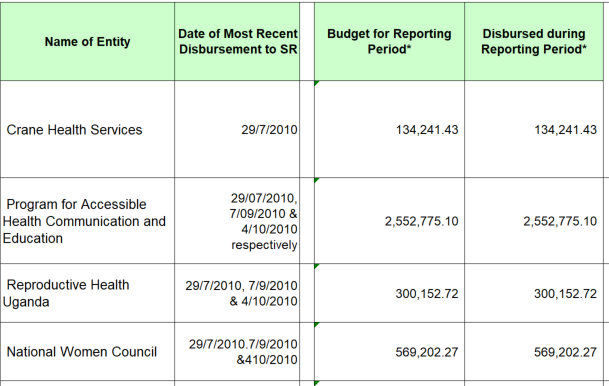 Name of Entity
Date of Most Recent
Disbursement to SR
Budget for Reporting
Period*
Disbursed during
Reporting Period*
Crane Health Services
29/7/2010
134,241.43
134,241.43
Program for Accessible
Health Communication and
Education
29/07/2010,
7/09/2010 &
4/10/2010
respectively
2,552,775.10
2,552,775.10
Reproductive Health
Uganda
29/7/2010, 7/9/2010
& 4/10/2010
300,152.72
300,152.72
National Women Council
29/7/2010.7/9/2010
&410/2010
569,202.27
569,202.27